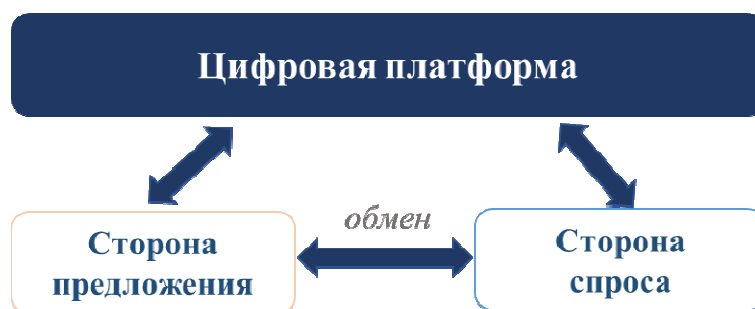 Цифровая платформа
обмен
Сторона
предложения
Сторона
спроса